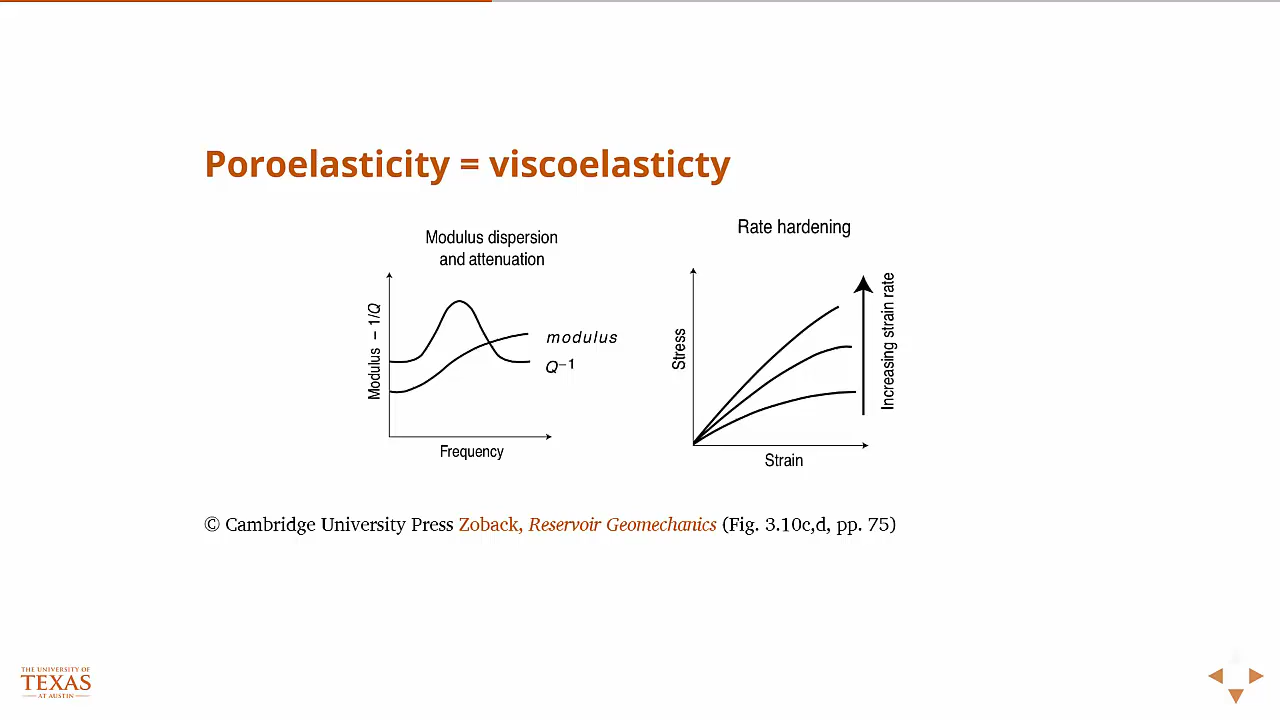 Poroelasticity = viscoelasticty
Modulus dispersion
and attenuation
Modulus – 1/Q
modulus
Q–1
Frequency
Rate hardening
Stress
Increasing strain rate
Strain
© Cambridge University Press Zoback, Reservoir Geomechanics (Fig. 3.10c,d, pp. 75)
THE UNIVERSITY OF
TEXAS
AT AUSTIN